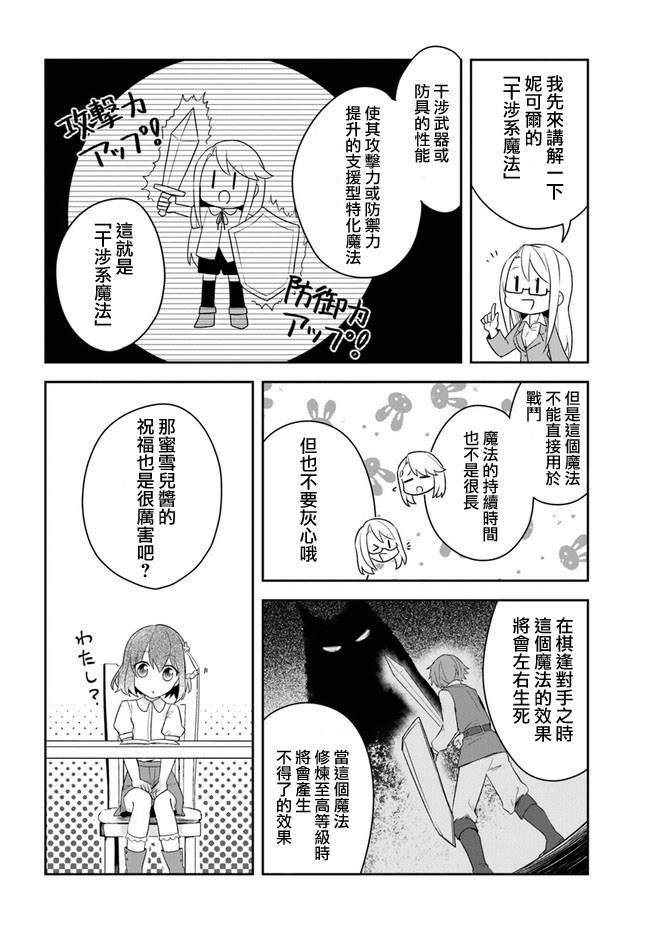 我先來講解一下
妮可爾的
「干涉系魔法」
干涉武器或
防具的性能
使其攻擊力或防禦力
提升的支援型特化魔法
攻撃力
アップ!!
防御力
アップ!!
這就是
「干涉系魔法」
但是這個魔法
不能直接用於
戰鬥
魔法的持續時間
也不是很長
但也不要灰心哦
在棋逢對手之時
這個魔法的效果
將會左右生死
當這個魔法
修煉至高等級時
將會產生
不得了的效果
那蜜雪兒醬的
祝福也是很厲害吧？
わたし？